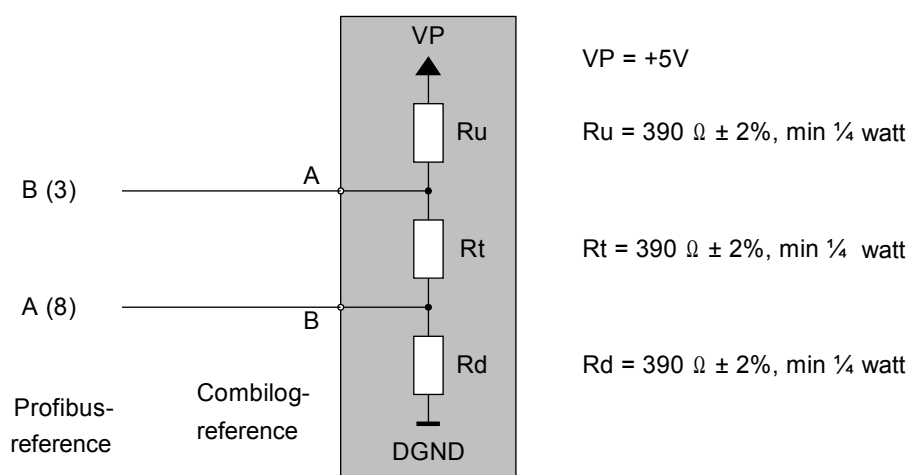 VP
VP = +5V
Ru
Ru = 390 Ω ± 2%, min ¼ watt
A
B (3)
Rt
Rt = 390 Ω ± 2%, min ¼ watt
A (8)
B
Rd
Rd = 390 Ω ± 2%, min ¼ watt
Profibus-
reference
Combilog-
reference
DGND